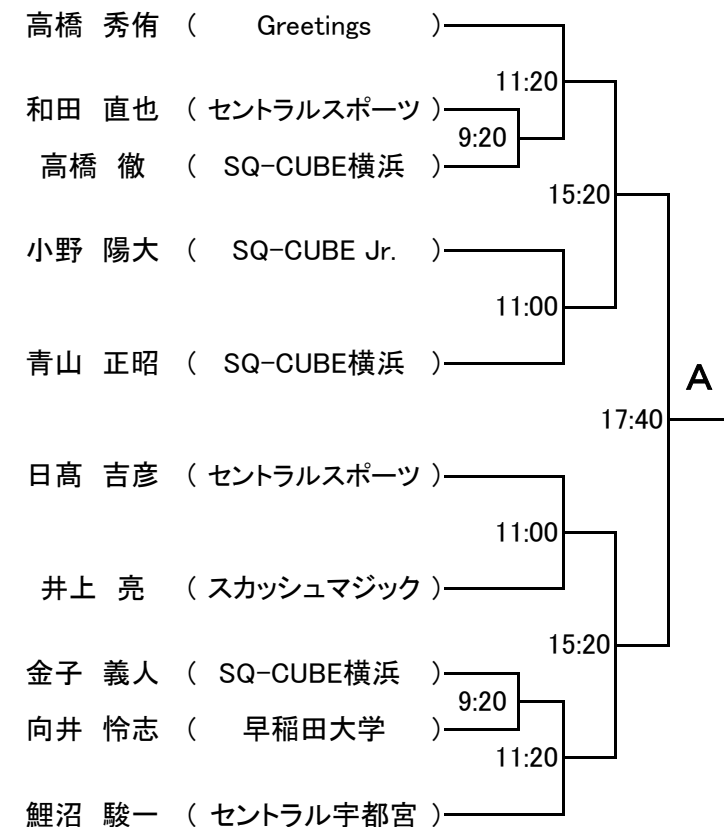 高橋 秀侑 ( Greetings )
11:20
和田 直也 ( セントラルスポーツ )
9:20
高橋 徹 ( SQ-CUBE横浜 )
15:20
小野 陽大 ( SQ-CUBE Jr. )
11:00
青山 正昭 ( SQ-CUBE横浜 )
A
17:40
日髙 吉彦 ( セントラルスポーツ )
11:00
井上 亮 ( スカッシュマジック )
15:20
金子 義人 ( SQ-CUBE横浜 )
9:20
向井 怜志 ( 早稲田大学 )
11:20
鯉沼 駿一 ( セントラル宇都宮 )